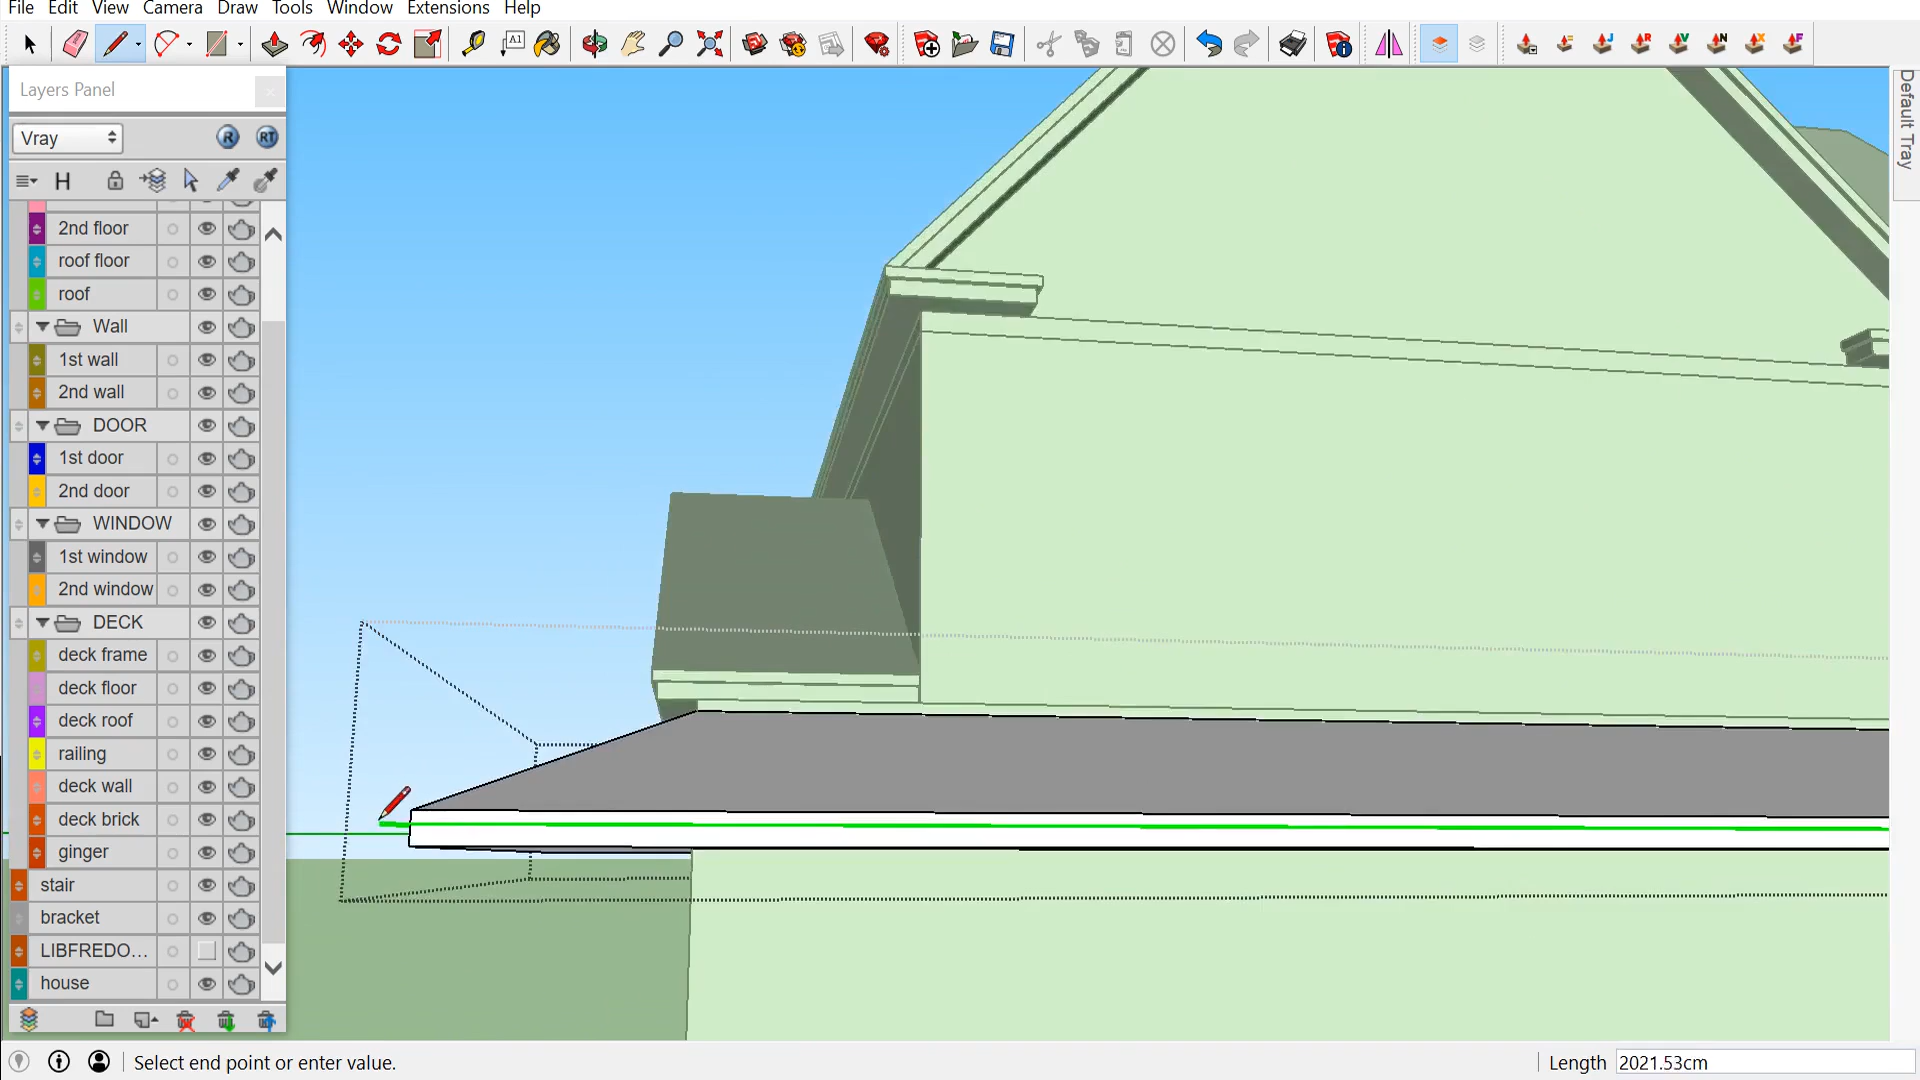 File Edit View Camera Draw Tools Window Extensions Help
A1
J R V N X F
Layers Panel
Default Tray
Vray
R RT
H
2nd floor
roof floor
roof
Wall
1st wall
2nd wall
DOOR
1st door
2nd door
WINDOW
1st window
2nd window
DECK
deck frame
deck floor
deck roof
railing
deck wall
deck brick
ginger
stair
bracket
LIBFREDO...
house
Select end point or enter value.
Length 2021.53cm